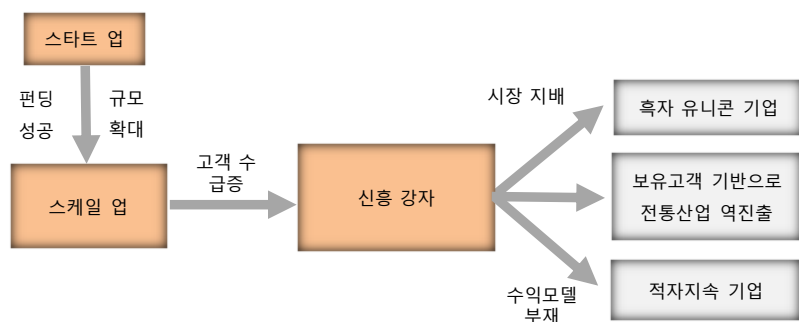 스타트 업
펀딩
성공
규모
확대
스케일 업
고객 수
급증
신흥 강자
시장 지배
흑자 유니콘 기업
보유고객 기반으로
전통산업 역진출
수익모델
부재
적자지속 기업